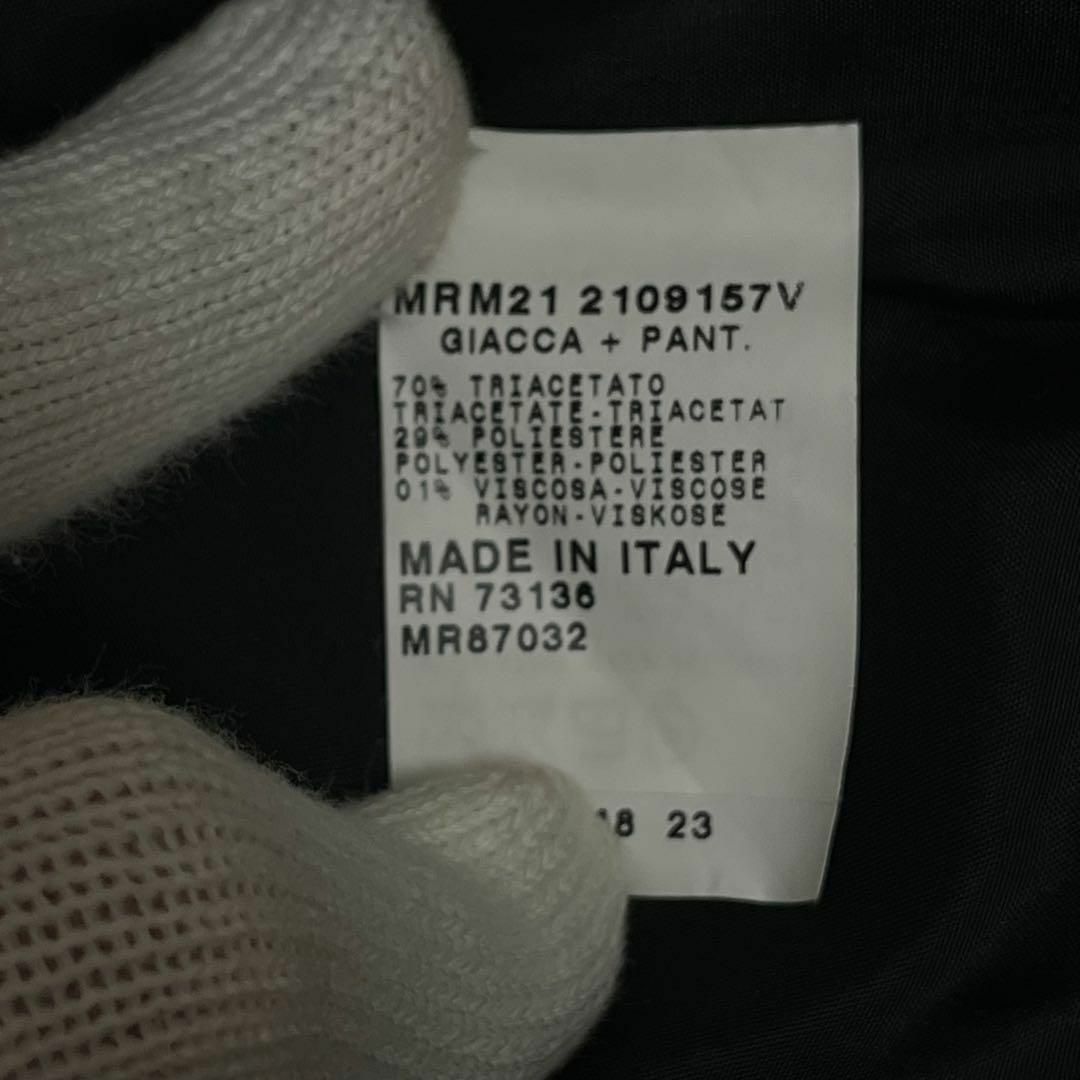 MRM21 2109157V
GIACCA + PANT.
70% TRIACETATO
TRIACETATE-TRIACETAT
29% POLIESTERE
POLYESTER-POLIESTER
01% VISCOSA-VISCOSE
RAYON-VISKOSE
MADE IN ITALY
RN 73136
MR87032
23